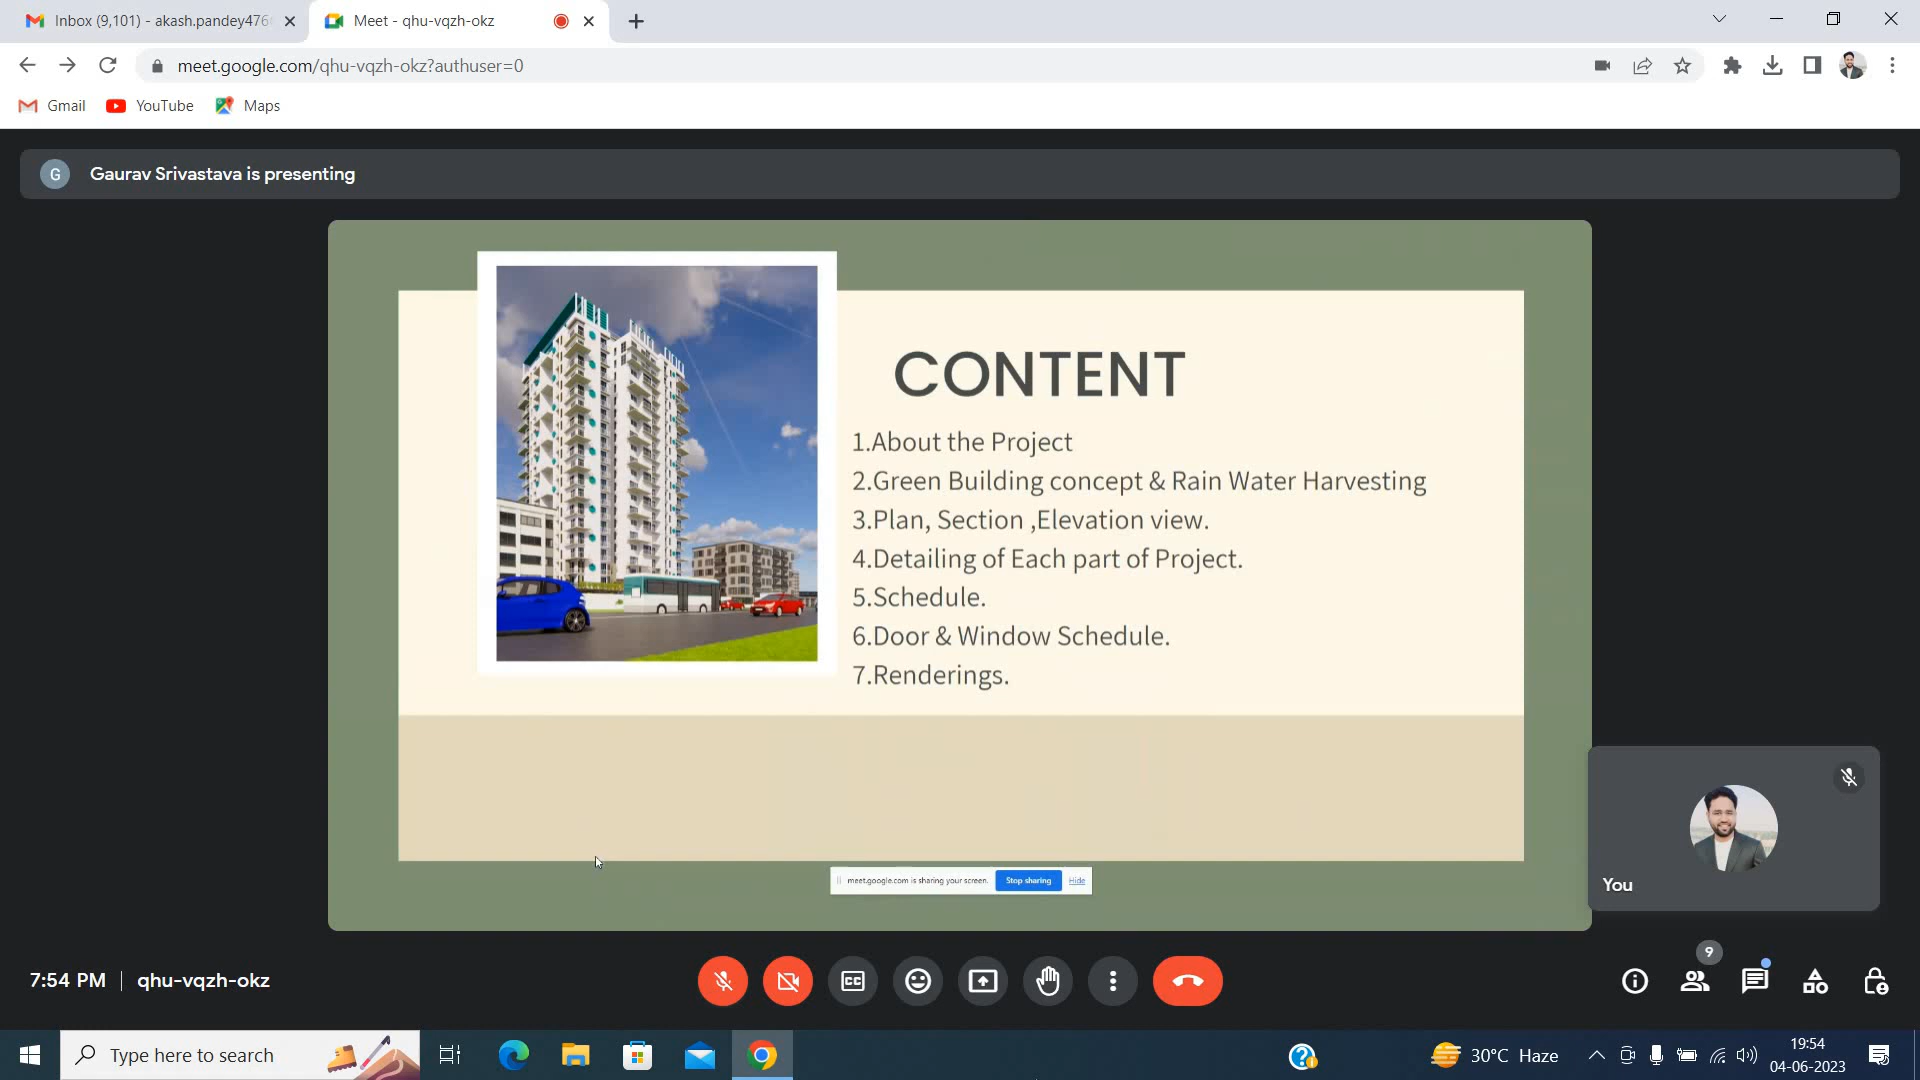 Inbox (9,101) - akash.pandey476
Meet - qhu-vqzh-okz
meet.google.com/qhu-vqzh-okz?authuser=0
Gmail
YouTube
Maps
G
Gaurav Srivastava is presenting
CONTENT
1.About the Project
2.Green Building concept & Rain Water Harvesting
3.Plan, Section ,Elevation view.
4.Detailing of Each part of Project.
5.Schedule.
6.Door & Window Schedule.
7.Renderings.
You
meet.google.com is sharing your screen.
Stop sharing
Hide
7:54 PM
qhu-vqzh-okz
CC
9
Type here to search
30°C Haze
19:54
04-06-2023